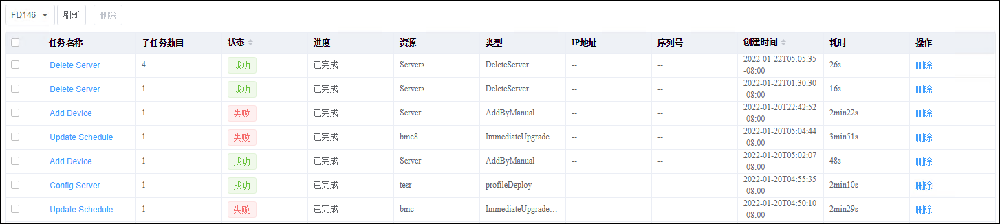 FD146 刷新 删除
任务名称 子任务数目 状态 进度 资源 类型 IP地址 序列号 创建时间 耗时 操作
Delete Server 4 成功 已完成 Servers DeleteServer -- -- 2022-01-22T05:05:35-08:00 26s 删除
Delete Server 1 成功 已完成 Servers DeleteServer -- -- 2022-01-22T01:30:30-08:00 16s 删除
Add Device 1 失败 已完成 Server AddByManual -- -- 2022-01-20T22:42:52-08:00 2min22s 删除
Update Schedule 1 失败 已完成 bmc8 ImmediateUpgrade… -- -- 2022-01-20T05:04:44-08:00 3min51s 删除
Add Device 1 成功 已完成 Server AddByManual -- -- 2022-01-20T05:02:07-08:00 48s 删除
Config Server 1 成功 已完成 tesr profileDeploy -- -- 2022-01-20T04:55:35-08:00 2min10s 删除
Update Schedule 1 失败 已完成 bmc ImmediateUpgrade… -- -- 2022-01-20T04:50:10-08:00 2min29s 删除